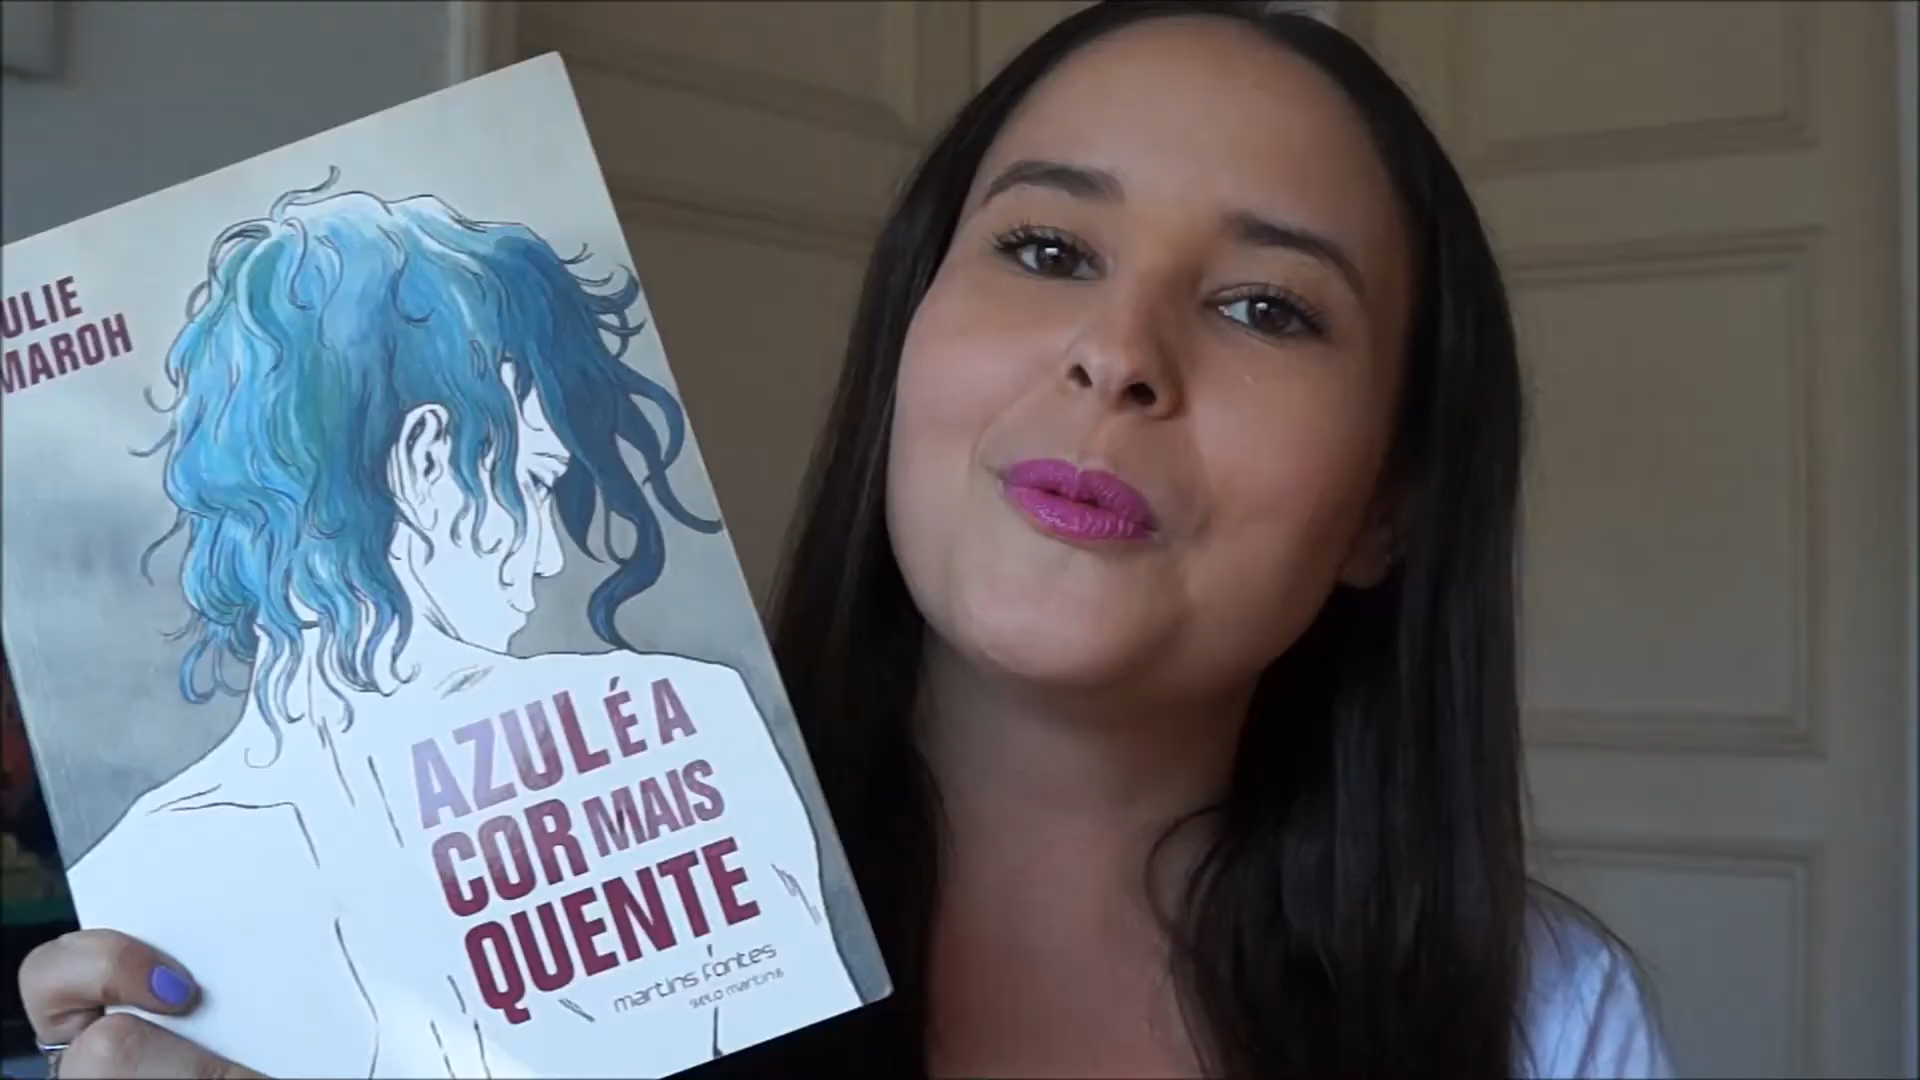 ULIE
MAROH
AZUL É A
COR MAIS
QUENTE
martins fontes
selo martins